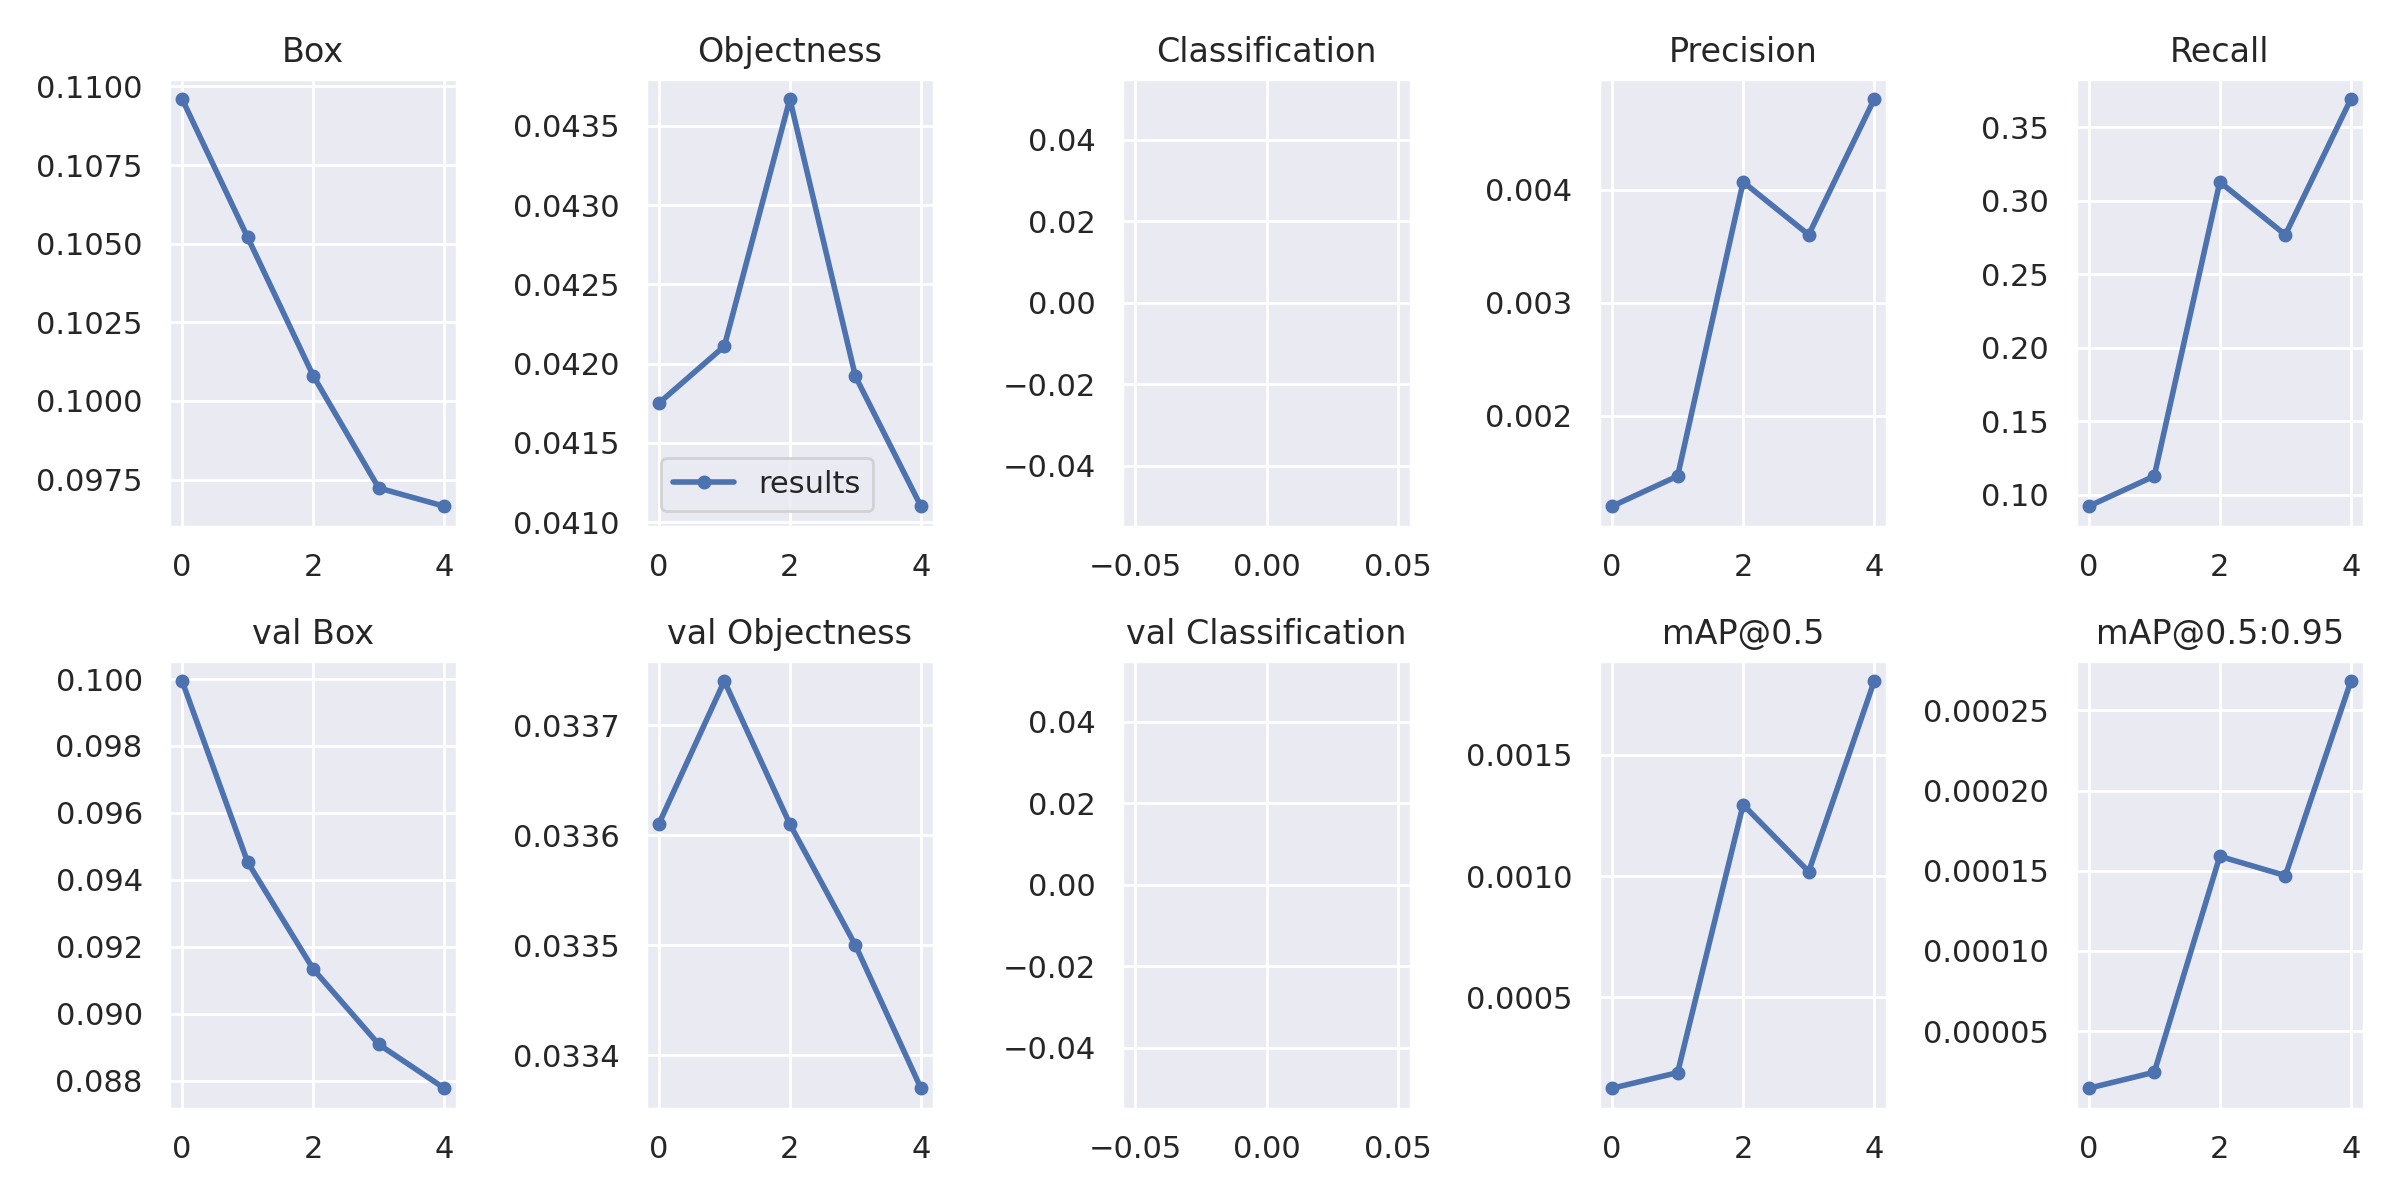 Box
0.1100
0.1075
0.1050
0.1025
0.1000
0.0975
0 2 4
Objectness
0.0435
0.0430
0.0425
0.0420
0.0415
0.0410
results
0 2 4
Classification
0.04
0.02
0.00
−0.02
−0.04
−0.05 0.00 0.05
Precision
0.004
0.003
0.002
0 2 4
Recall
0.35
0.30
0.25
0.20
0.15
0.10
0 2 4
val Box
0.100
0.098
0.096
0.094
0.092
0.090
0.088
0 2 4
val Objectness
0.0337
0.0336
0.0335
0.0334
0 2 4
val Classification
0.04
0.02
0.00
−0.02
−0.04
−0.05 0.00 0.05
mAP@0.5
0.0015
0.0010
0.0005
0 2 4
mAP@0.5:0.95
0.00025
0.00020
0.00015
0.00010
0.00005
0 2 4